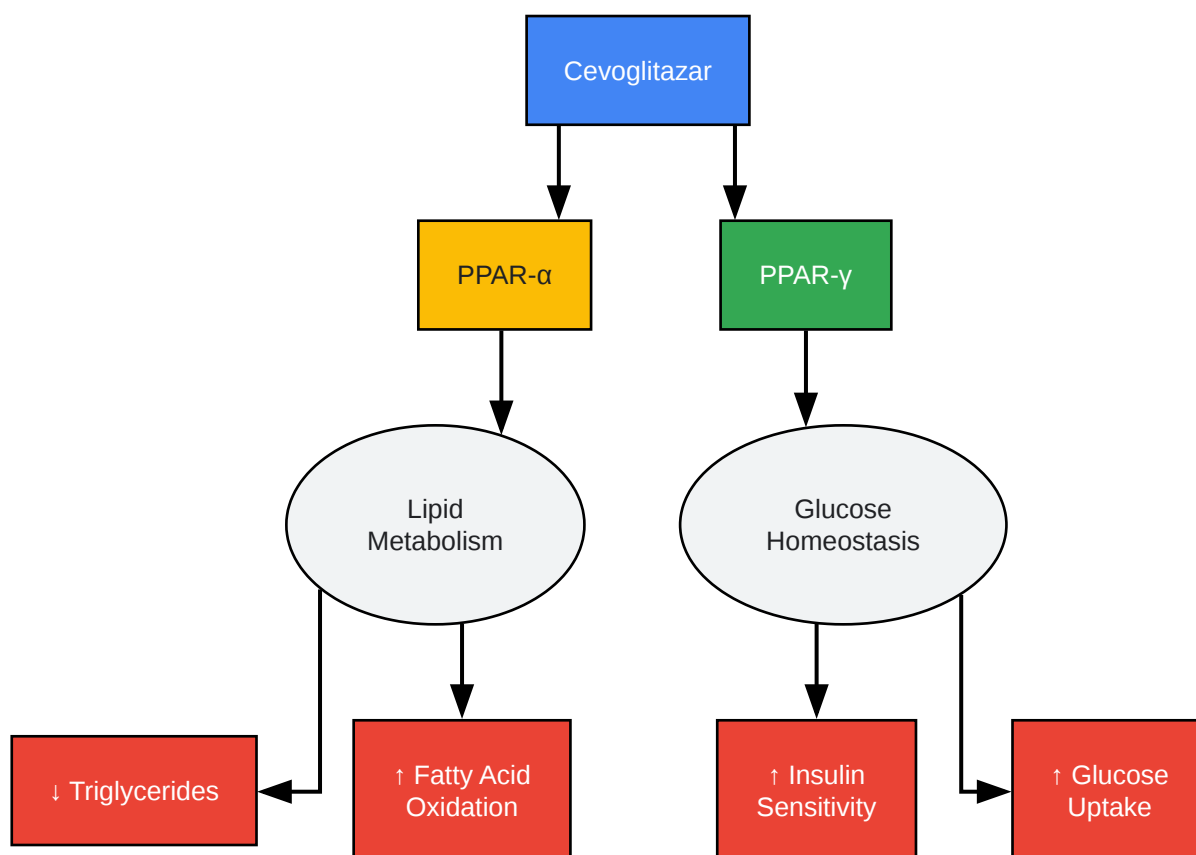 Cevoglitazar
PPAR-α
PPAR-γ
Lipid
Metabolism
Glucose
Homeostasis
↓ Triglycerides
↑ Fatty Acid
Oxidation
↑ Insulin
Sensitivity
↑ Glucose
Uptake